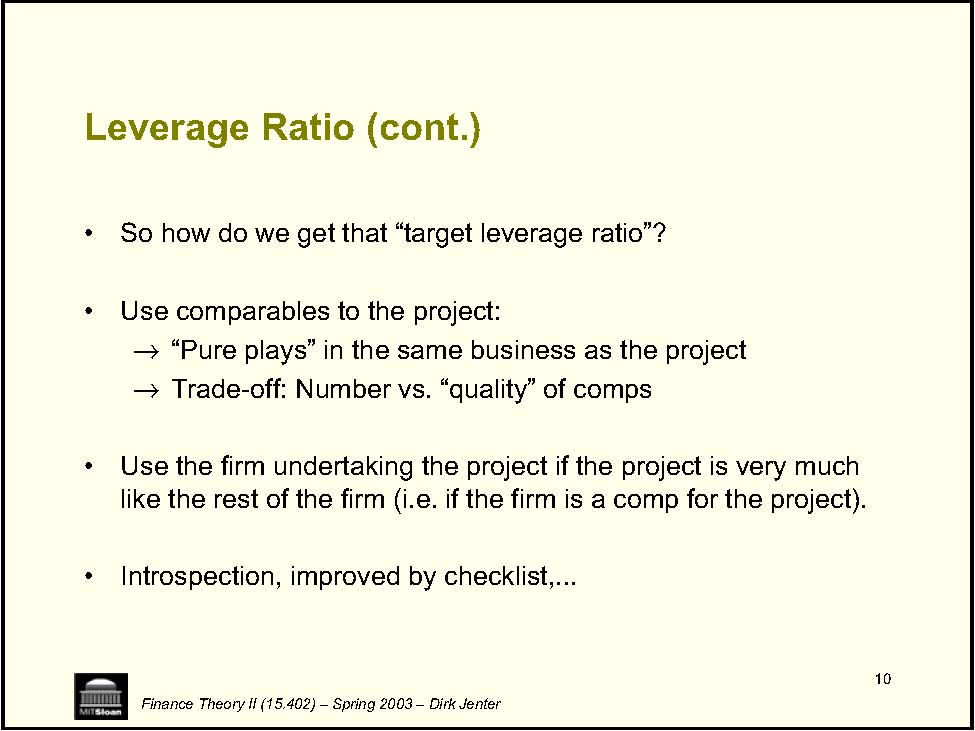 Leverage Ratio (cont.)
• So how do we get that “target leverage ratio”?
• Use comparables to the project:
→ “Pure plays” in the same business as the project
→ Trade-off: Number vs. “quality” of comps
• Use the firm undertaking the project if the project is very much
like the rest of the firm (i.e. if the firm is a comp for the project).
• Introspection, improved by checklist,...
10
MITSloan
Finance Theory II (15.402) – Spring 2003 – Dirk Jenter